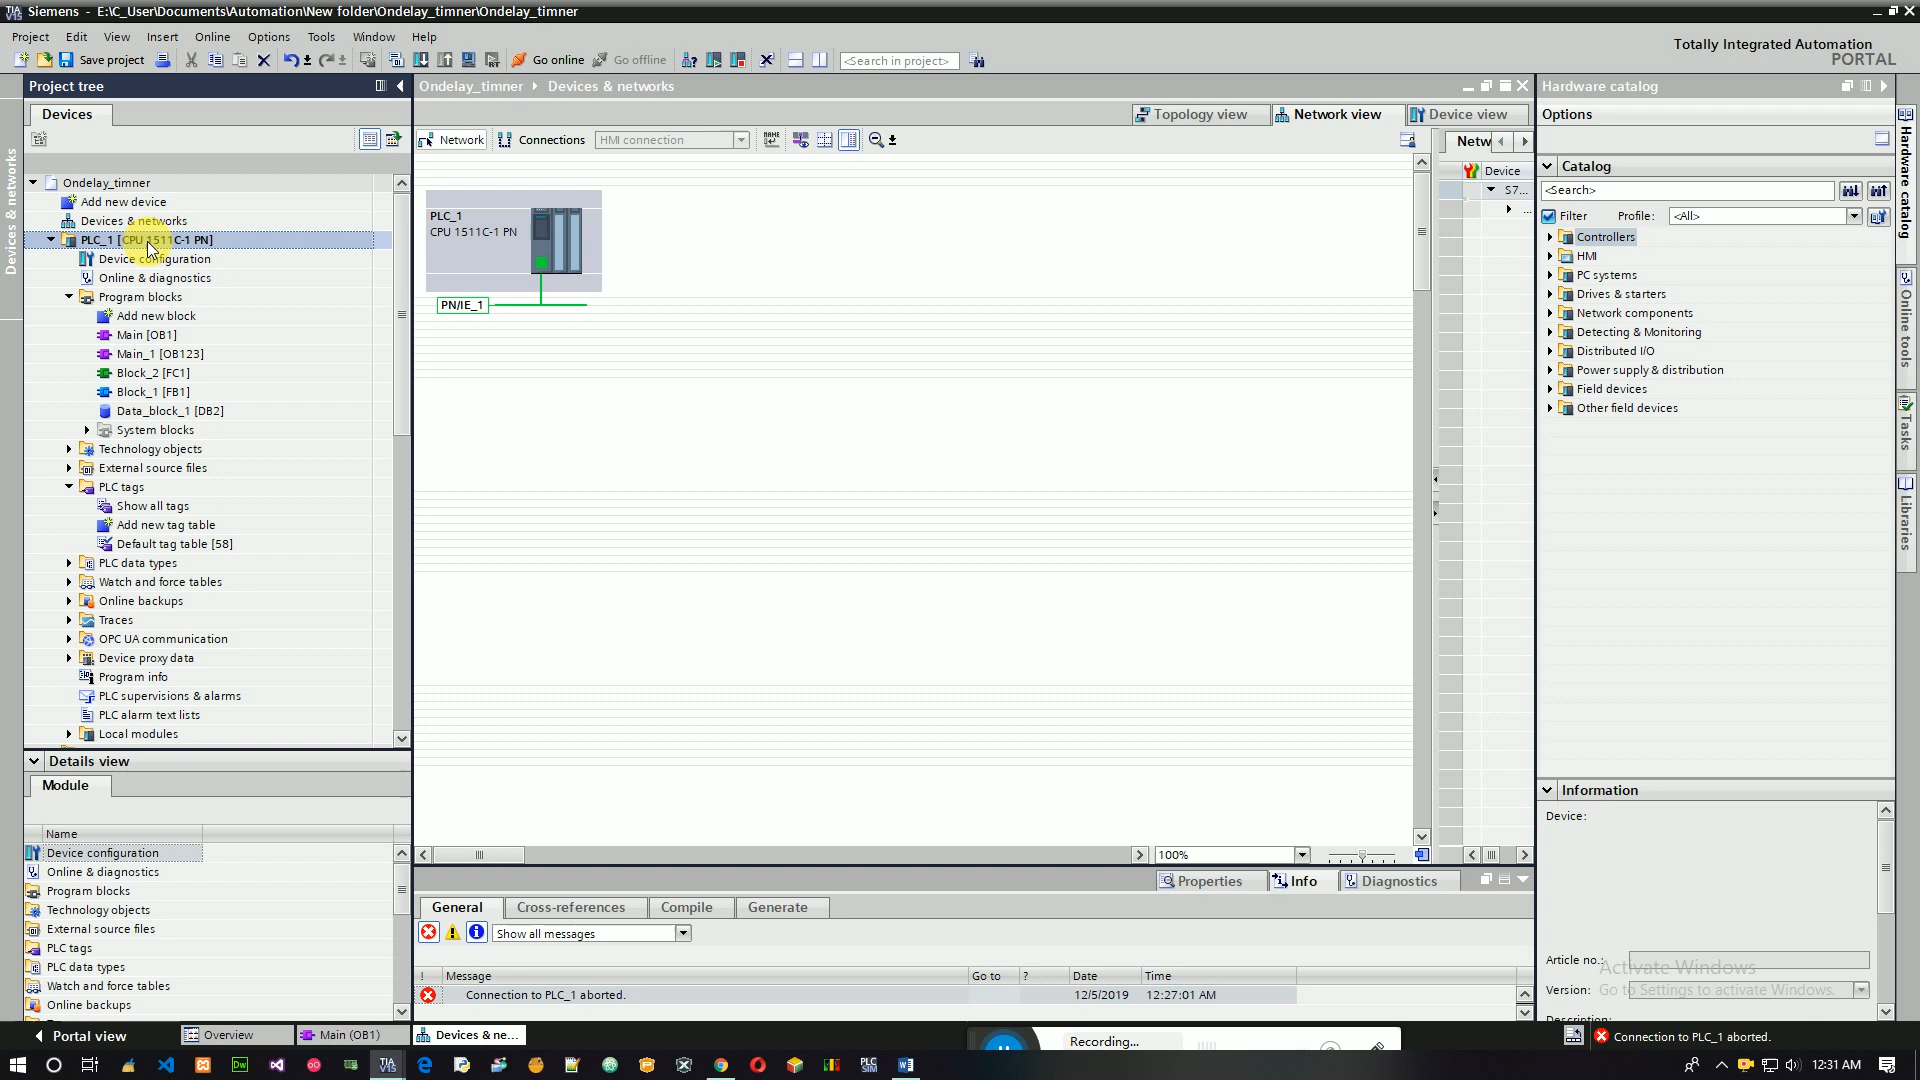 Siemens - E:\C_User\Documents\Automation\New folder\Ondelay_timner\Ondelay_timner
Project Edit View Insert Online Options Tools Window Help
Totally Integrated Automation
PORTAL
Save project
Go online
Go offline
<Search in project>
Project tree
Devices
Devices & networks
Ondelay_timner
Add new device
Devices & networks
PLC_1 [CPU 1511C-1 PN]
Device configuration
Online & diagnostics
Program blocks
Add new block
Main [OB1]
Main_1 [OB123]
Block_2 [FC1]
Block_1 [FB1]
Data_block_1 [DB2]
System blocks
Technology objects
External source files
PLC tags
Show all tags
Add new tag table
Default tag table [58]
PLC data types
Watch and force tables
Online backups
Traces
OPC UA communication
Device proxy data
Program info
PLC supervisions & alarms
PLC alarm text lists
Local modules
Details view
Module
Name
Device configuration
Online & diagnostics
Program blocks
Technology objects
External source files
PLC tags
PLC data types
Watch and force tables
Online backups
Ondelay_timner Devices & networks
Topology view
Network view
Device view
Network
Connections
HMI connection
Netw
Device
S7...
...
PLC_1
CPU 1511C-1 PN
PN/IE_1
100%
Properties
Info
Diagnostics
General
Cross-references
Compile
Generate
Show all messages
! Message Go to ? Date Time
Connection to PLC_1 aborted. 12/5/2019 12:27:01 AM
Hardware catalog
Options
Catalog
<Search>
Filter
Profile:
<All>
Controllers
HMI
PC systems
Drives & starters
Network components
Detecting & Monitoring
Distributed I/O
Power supply & distribution
Field devices
Other field devices
Information
Device:
Article no.:
Version:
Description:
Activate Windows
Go to Settings to activate Windows.
Hardware catalog
Online tools
Tasks
Libraries
Portal view
Overview
Main (OB1)
Devices & ne...
Recording...
Connection to PLC_1 aborted.
12:31 AM